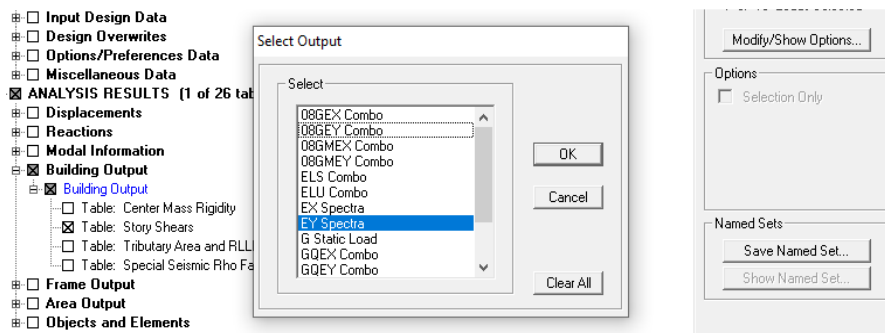 Input Design Data
Design Overwrites
Options/Preferences Data
Miscellaneous Data
ANALYSIS RESULTS (1 of 26 tab
Displacements
Reactions
Modal Information
Building Output
Building Output
Table: Center Mass Rigidity
Table: Story Shears
Table: Tributary Area and RLL
Table: Special Seismic Rho Fa
Frame Output
Area Output
Objects and Elements
Select Output
Select
08GEX Combo
08GEY Combo
08GMEX Combo
08GMEY Combo
ELS Combo
ELU Combo
EX Spectra
EY Spectra
G Static Load
GQEX Combo
GQEY Combo
OK
Cancel
Clear All
Modify/Show Options...
Options
Selection Only
Named Sets
Save Named Set...
Show Named Set...